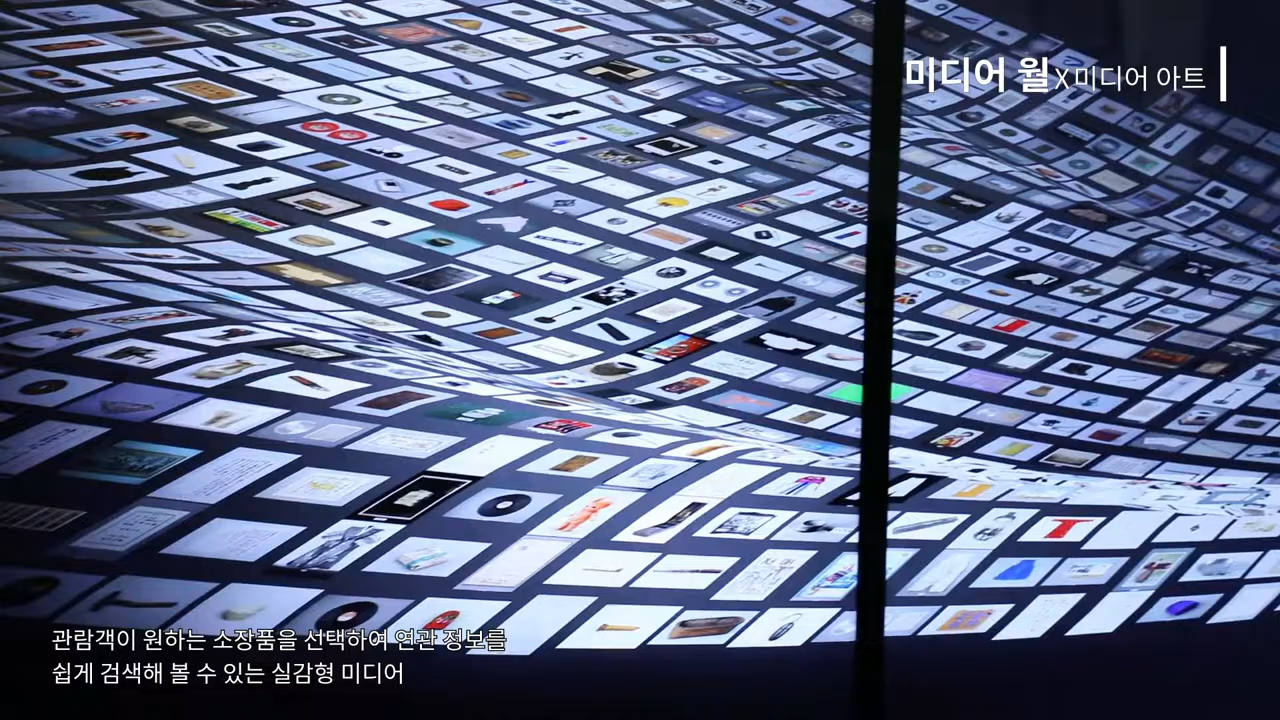 미디어 월X미디어 아트
관람객이 원하는 소장품을 선택하여 연관 정보를
쉽게 검색해 볼 수 있는 실감형 미디어